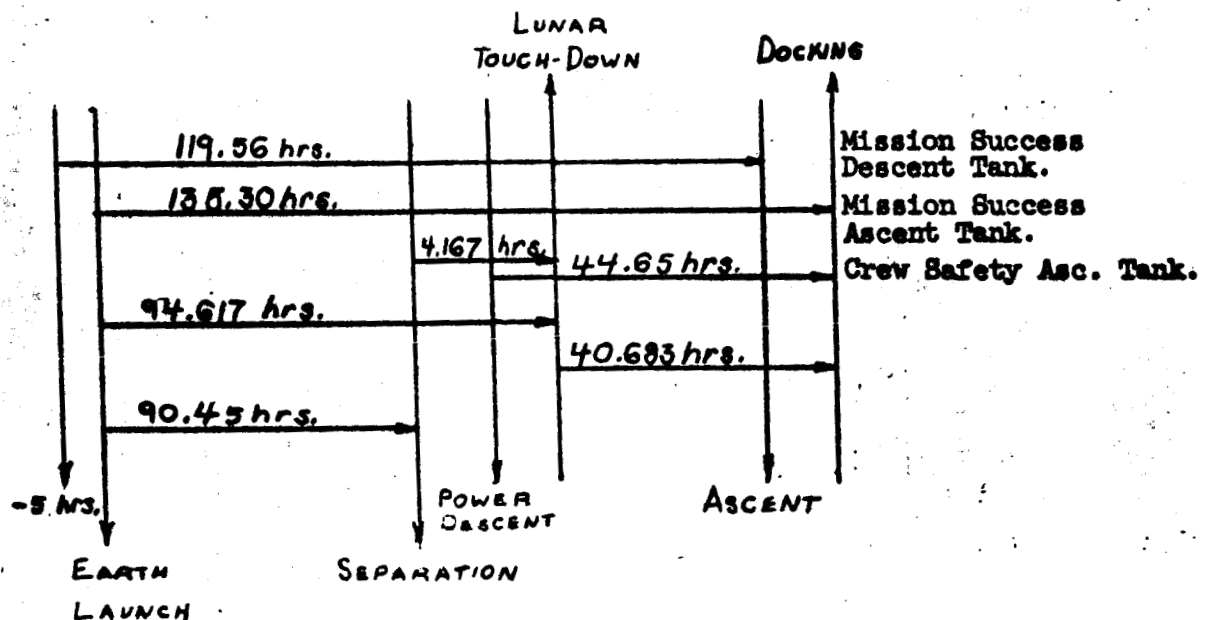 LUNAR
TOUCH-DOWN
DOCKING
119.56 hrs.
Mission Success
Descent Tank.
135.30 hrs.
Mission Success
Ascent Tank.
4.167 hrs.
44.65 hrs.
Crew Safety Asc. Tank.
94.617 hrs.
40.683 hrs.
90.45 hrs.
-5 hrs.
POWER
DESCENT
ASCENT
EARTH
LAUNCH
SEPARATION